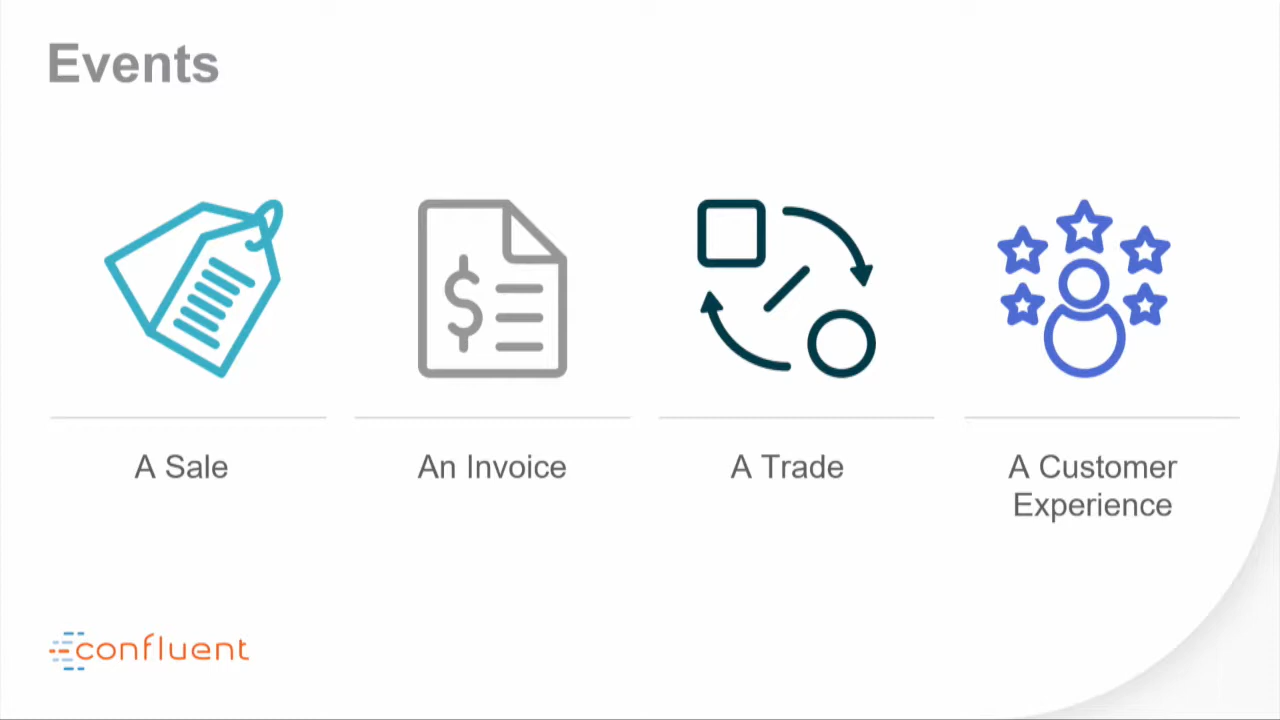 Events
A Sale
An Invoice
A Trade
A Customer
Experience
confluent